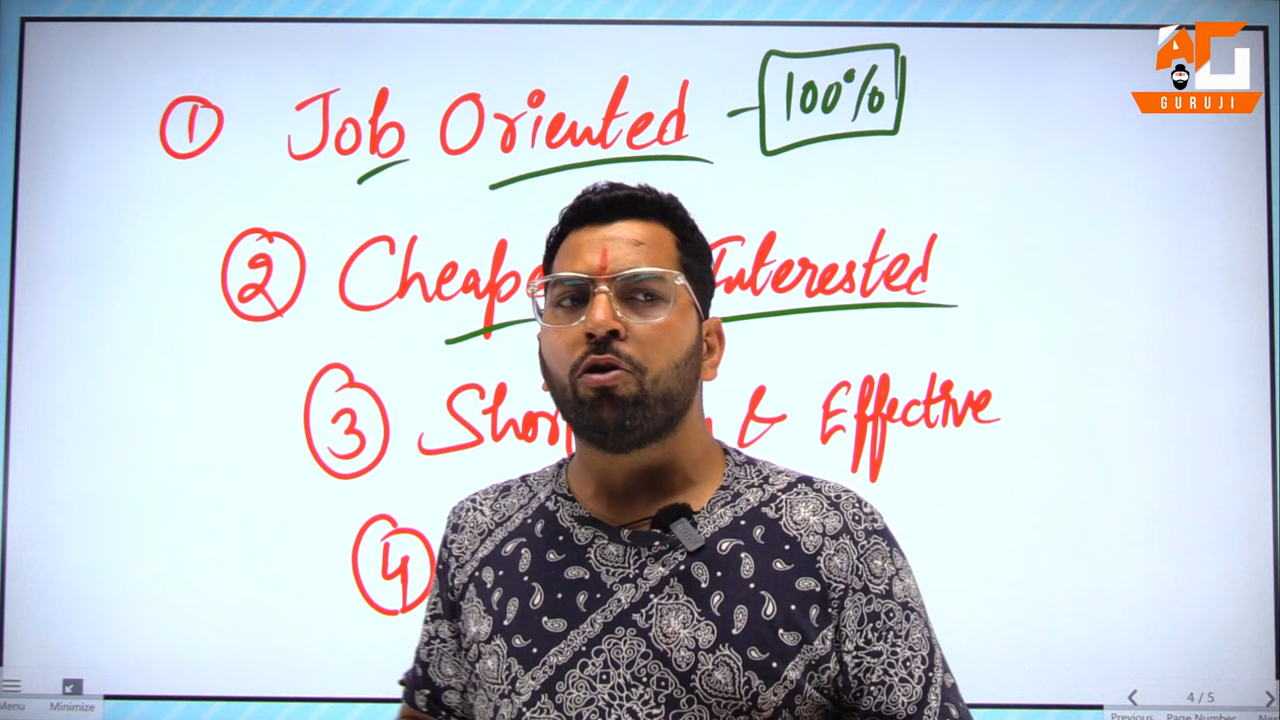 AG
GURUJI
① Job Oriented - 100%
② Cheape Interested
③ Shor & Effective
④
Menu Minimize
4 / 5
Previous Page Number